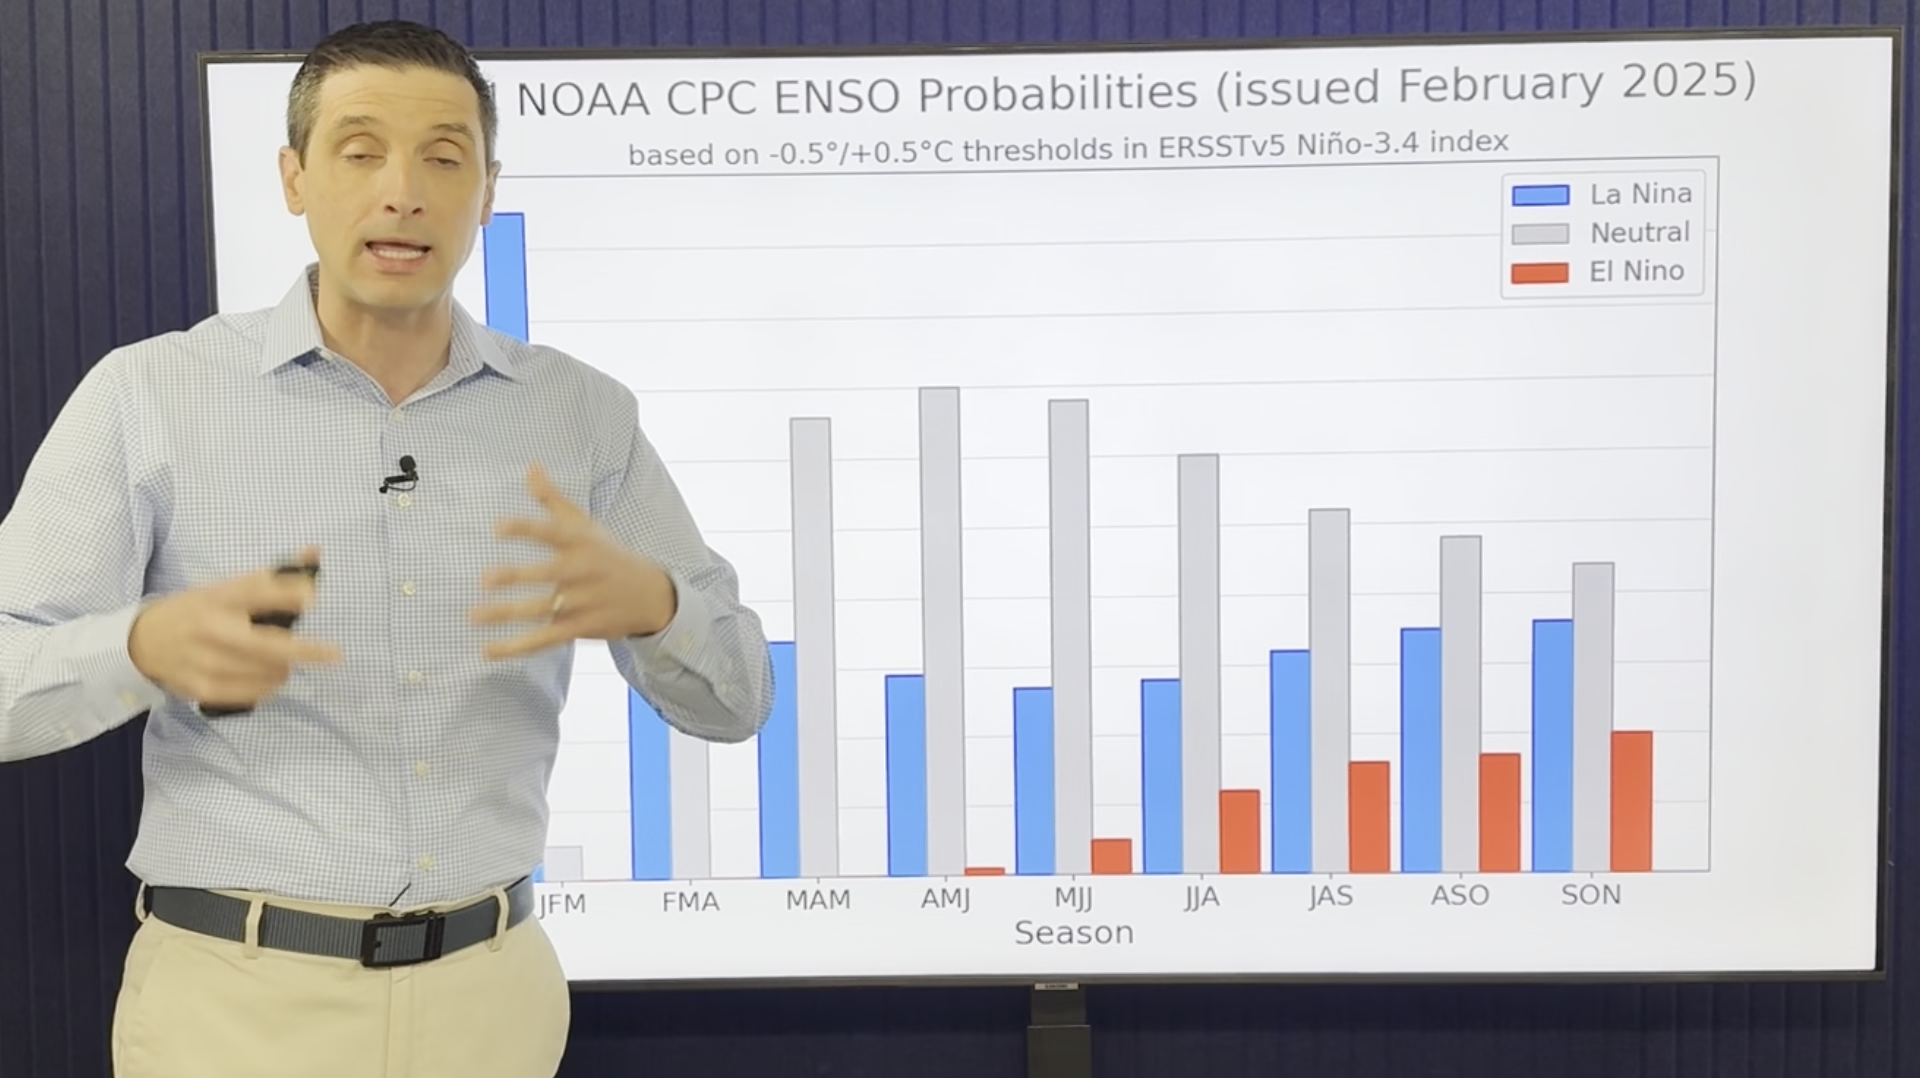 NOAA CPC ENSO Probabilities (issued February 2025)
based on -0.5°/+0.5°C thresholds in ERSSTv5 Niño-3.4 index
La Nina
Neutral
El Nino
JFM
FMA
MAM
AMJ
MJJ
JJA
JAS
ASO
SON
Season